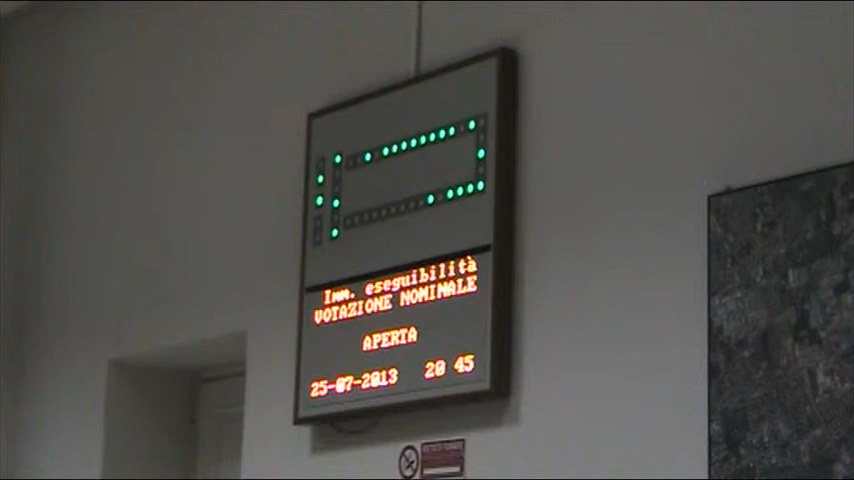 Imm. eseguibilità
VOTAZIONE NOMINALE
APERTA
25-07-2013 20 45